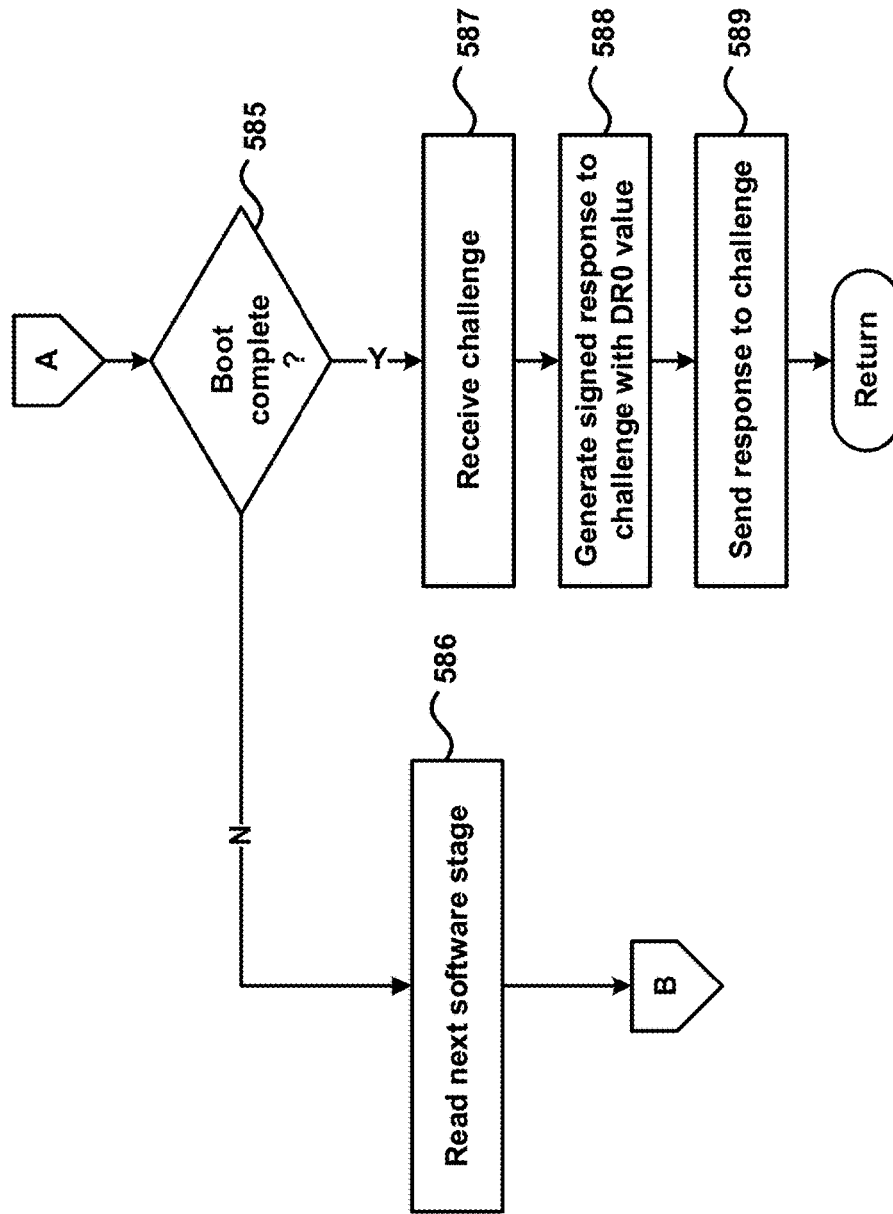 A
Boot
complete
?
585
N
Y
Read next software stage
586
B
Receive challenge
587
Generate signed response to
challenge with DR0 value
588
Send response to challenge
589
Return